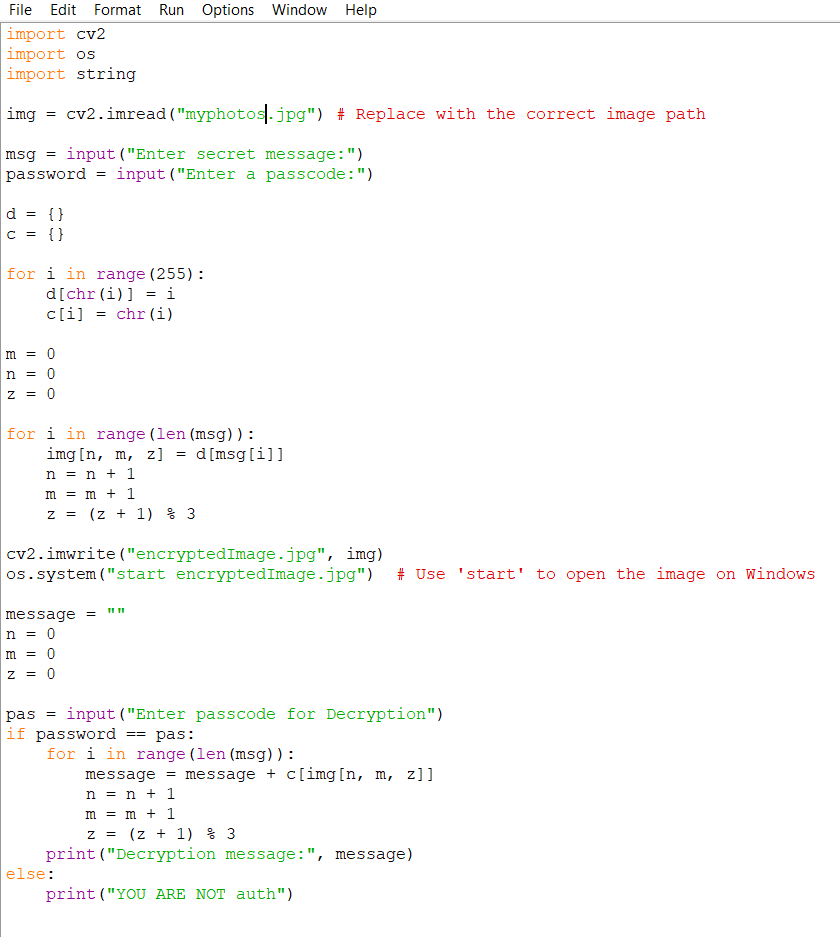 File Edit Format Run Options Window Help
import cv2
import os
import string
img = cv2.imread("myphotos.jpg") # Replace with the correct image path
msg = input("Enter secret message:")
password = input("Enter a passcode:")
d = {}
c = {}
for i in range(255):
    d[chr(i)] = i
    c[i] = chr(i)
m = 0
n = 0
z = 0
for i in range(len(msg)):
    img[n, m, z] = d[msg[i]]
    n = n + 1
    m = m + 1
    z = (z + 1) % 3
cv2.imwrite("encryptedImage.jpg", img)
os.system("start encryptedImage.jpg")  # Use 'start' to open the image on Windows
message = ""
n = 0
m = 0
z = 0
pas = input("Enter passcode for Decryption")
if password == pas:
    for i in range(len(msg)):
        message = message + c[img[n, m, z]]
        n = n + 1
        m = m + 1
        z = (z + 1) % 3
    print("Decryption message:", message)
else:
    print("YOU ARE NOT auth")